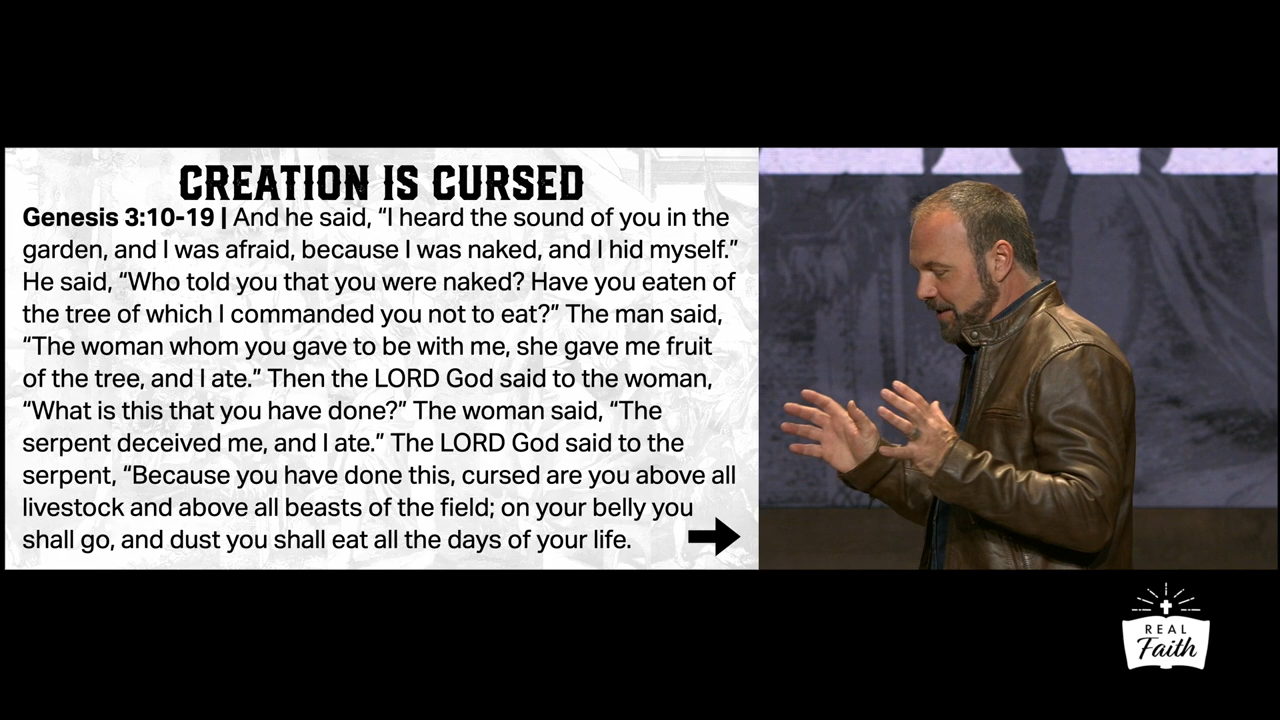 CREATION IS CURSED
Genesis 3:10-19 | And he said, “I heard the sound of you in the
garden, and I was afraid, because I was naked, and I hid myself.”
He said, “Who told you that you were naked? Have you eaten of
the tree of which I commanded you not to eat?” The man said,
“The woman whom you gave to be with me, she gave me fruit
of the tree, and I ate.” Then the LORD God said to the woman,
“What is this that you have done?” The woman said, “The
serpent deceived me, and I ate.” The LORD God said to the
serpent, “Because you have done this, cursed are you above all
livestock and above all beasts of the field; on your belly you
shall go, and dust you shall eat all the days of your life.
REAL
Faith